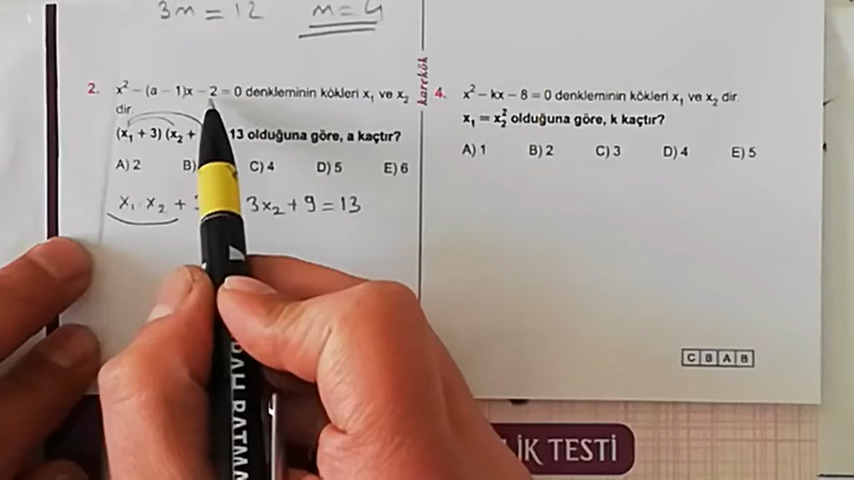 3m = 12 m = 4
2. x² − (a − 1)x − 2 = 0 denkleminin kökleri x₁ ve x₂
dir.
(x₁ + 3) (x₂ + 13 olduğuna göre, a kaçtır?
A) 2 B) C) 4 D) 5 E) 6
x₁ · x₂ + 3x₂ + 9 = 13
karekök
4. x² − kx − 8 = 0 denkleminin kökleri x₁ ve x₂ dir.
x₁ = x₂² olduğuna göre, k kaçtır?
A) 1 B) 2 C) 3 D) 4 E) 5
C B A B
LİK TESTİ